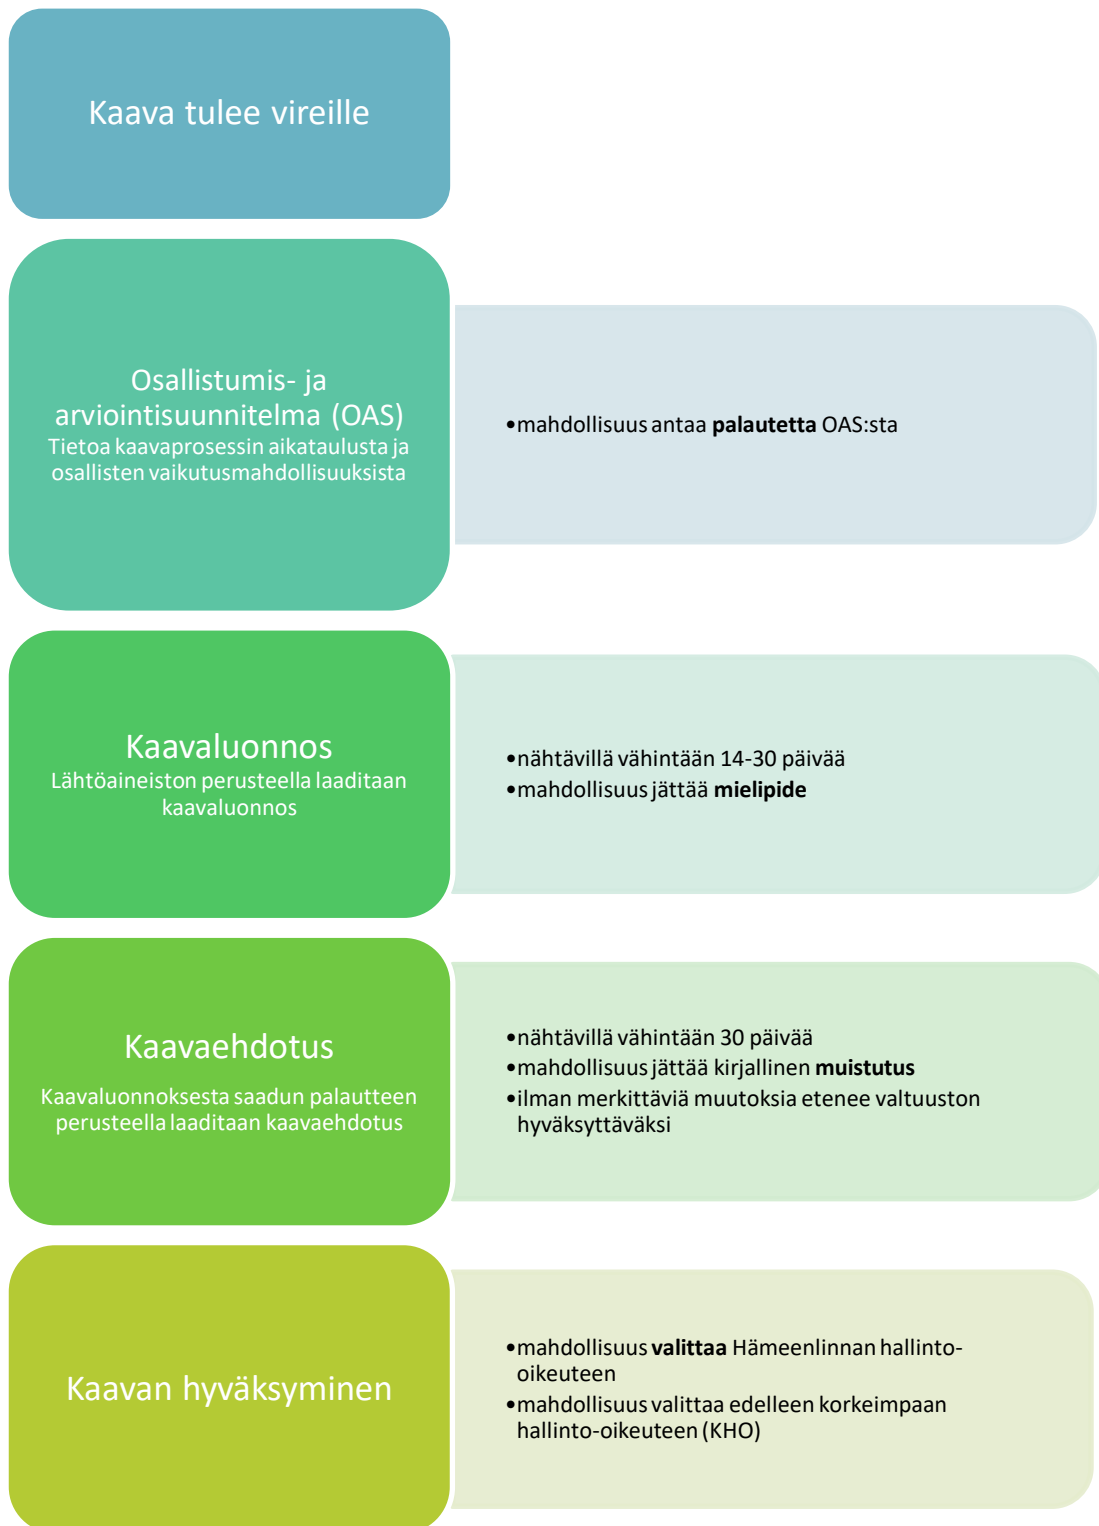 Kaava tulee vireille
Osallistumis- ja
arviointisuunnitelma (OAS)
Tietoa kaavaprosessin aikataulusta ja
osallisten vaikutusmahdollisuuksista
•mahdollisuus antaa palautetta OAS:sta
Kaavaluonnos
Lähtöaineiston perusteella laaditaan
kaavaluonnos
•nähtävillä vähintään 14-30 päivää
•mahdollisuus jättää mielipide
Kaavaehdotus
Kaavaluonnoksesta saadun palautteen
perusteella laaditaan kaavaehdotus
•nähtävillä vähintään 30 päivää
•mahdollisuus jättää kirjallinen muistutus
•ilman merkittäviä muutoksia etenee valtuuston
hyväksyttäväksi
Kaavan hyväksyminen
•mahdollisuus valittaa Hämeenlinnan hallinto-
oikeuteen
•mahdollisuus valittaa edelleen korkeimpaan
hallinto-oikeuteen (KHO)